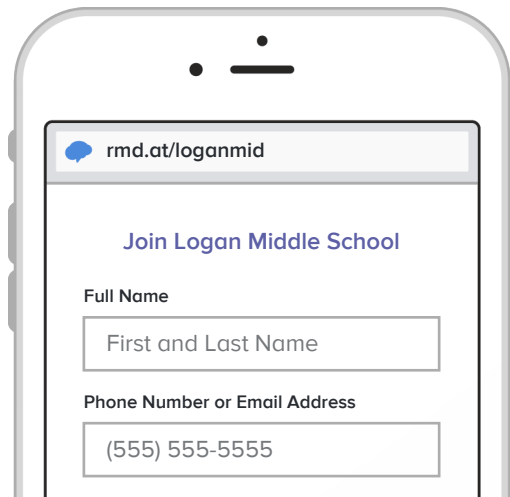 rmd.at/loganmid
Join Logan Middle School
Full Name
First and Last Name
Phone Number or Email Address
(555) 555-5555